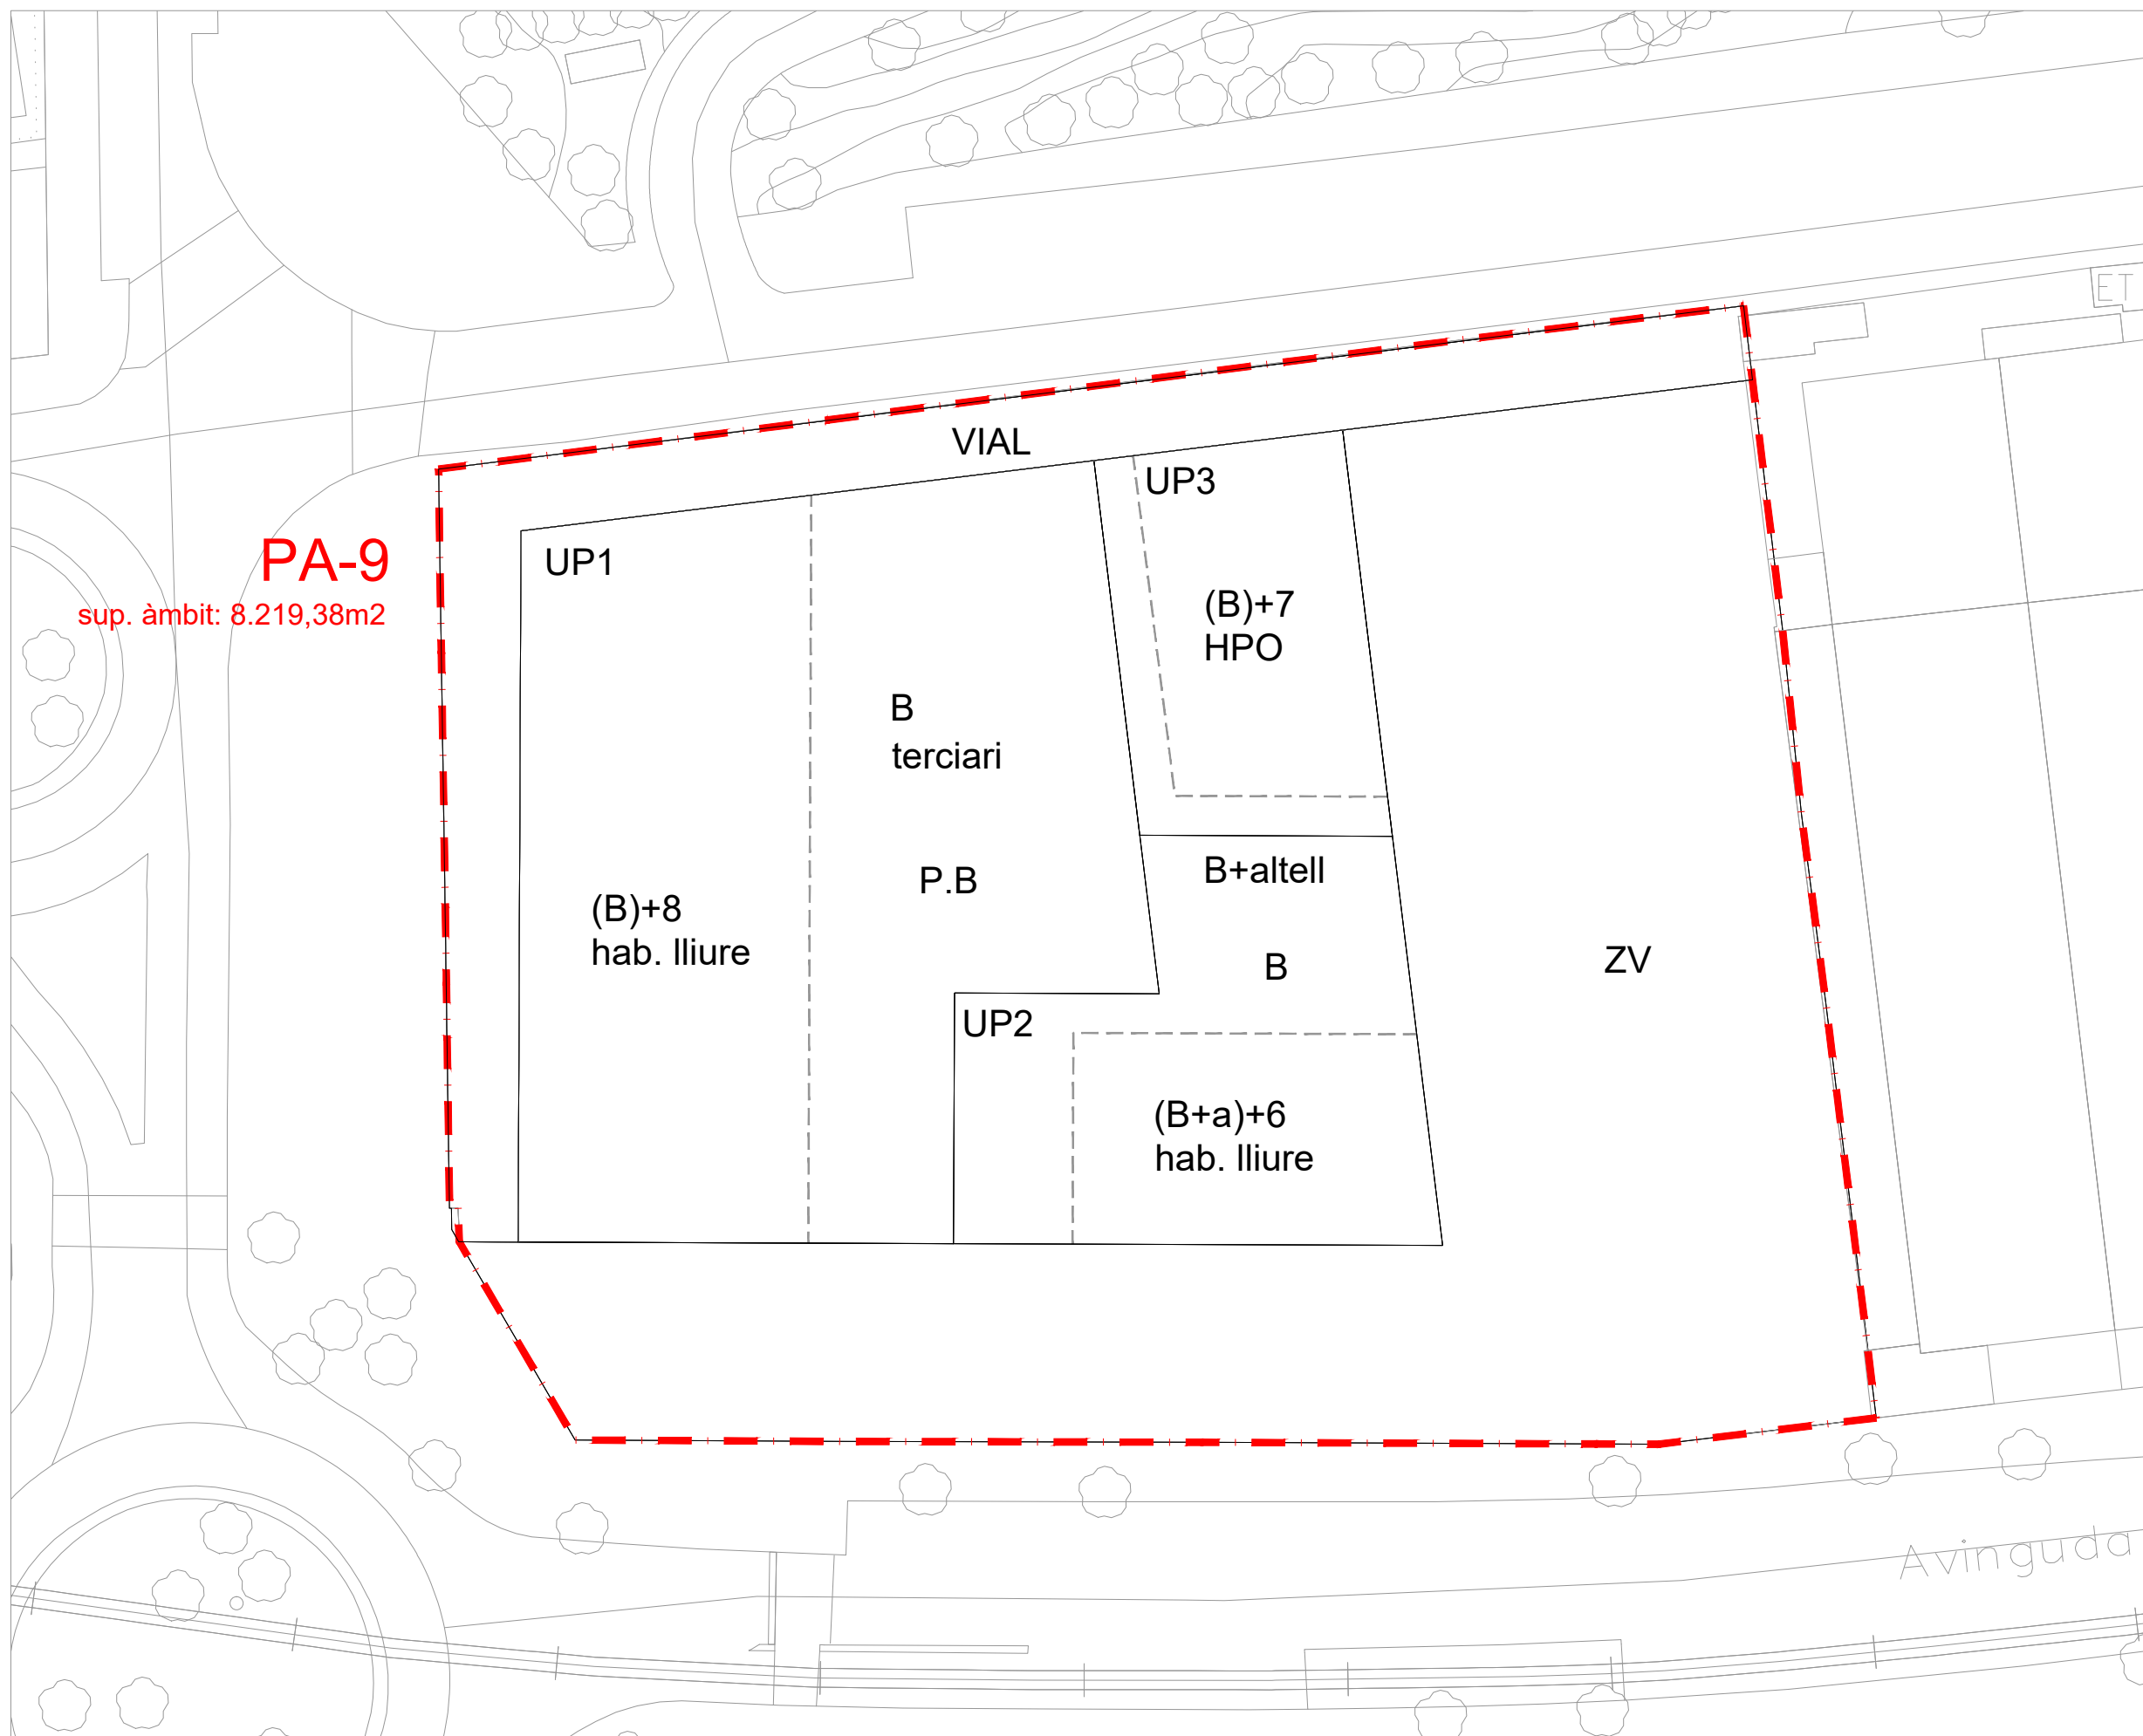 ET
VIAL
UP3
PA-9
sup. àmbit: 8.219,38m2
UP1
(B)+7
HPO
B
terciari
P.B
B+altell
(B)+8
hab. lliure
B
ZV
UP2
(B+a)+6
hab. lliure
Avinguda